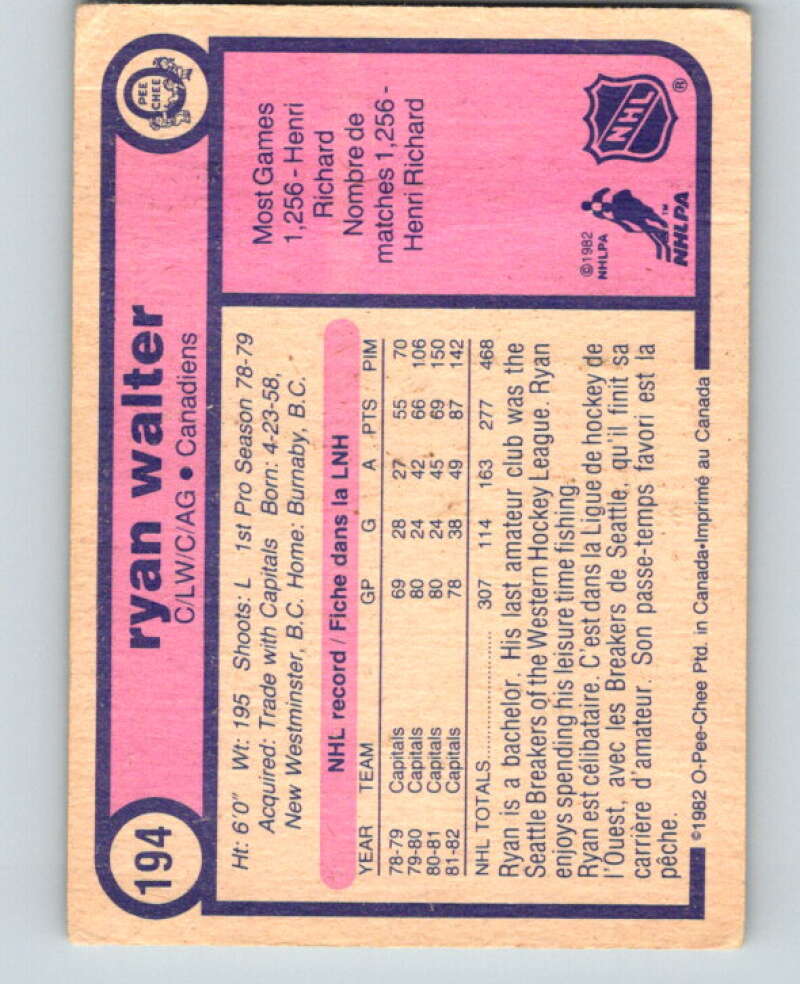 194
ryan walter
C/LW/C/AG • Canadiens
O
PEE
CHEE
Ht: 6'0" Wt: 195 Shoots: L 1st Pro Season 78-79
Acquired: Trade with Capitals Born: 4-23-58,
New Westminster, B.C. Home: Burnaby, B.C.
NHL record / Fiche dans la LNH
YEAR TEAM GP G A PTS PIM
78-79 Capitals 69 28 27 55 70
79-80 Capitals 80 24 42 66 106
80-81 Capitals 80 24 45 69 150
81-82 Capitals 78 38 49 87 142
NHL TOTALS.................... 307 114 163 277 468
Ryan is a bachelor. His last amateur club was the
Seattle Breakers of the Western Hockey League. Ryan
enjoys spending his leisure time fishing.
Ryan est célibataire. C'est dans la Ligue de hockey de
l'Ouest, avec les Breakers de Seattle, qu'il finit sa
carrière d'amateur. Son passe-temps favori est la
pêche.
©1982 O-Pee-Chee Ptd. in Canada•Imprimé au Canada
Most Games
1,256 - Henri
Richard
Nombre de
matches 1,256 -
Henri Richard
©1982
NHLPA
NHLPA
TM
NHL
®